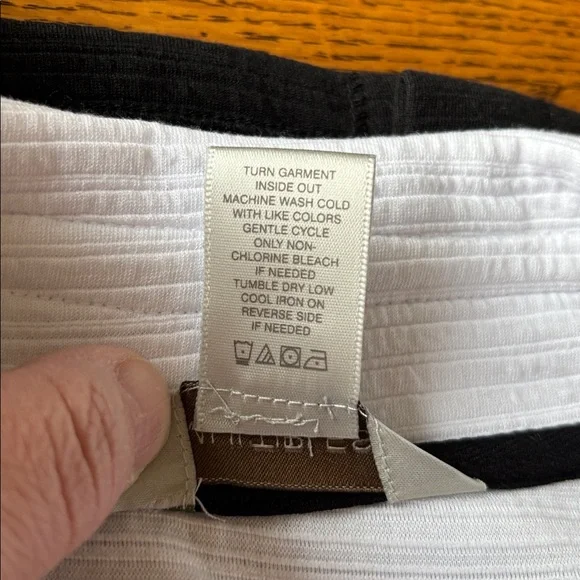 TURN GARMENT
INSIDE OUT
MACHINE WASH COLD
WITH LIKE COLORS
GENTLE CYCLE
ONLY NON-
CHLORINE BLEACH
IF NEEDED
TUMBLE DRY LOW
COOL IRON ON
REVERSE SIDE
IF NEEDED